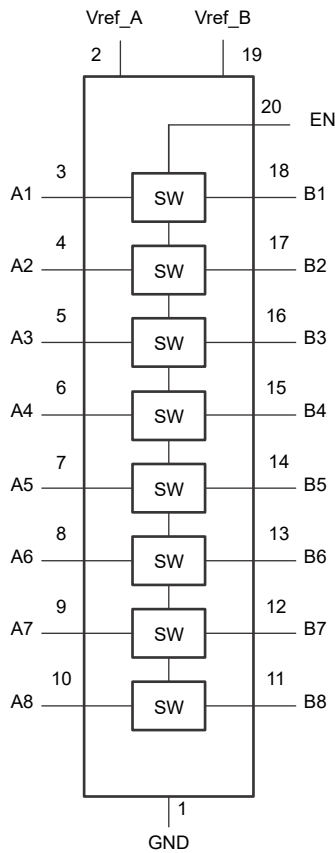 Vref_A Vref_B
2 19
20
EN
3 18
A1 SW B1
4 17
A2 SW B2
5 16
A3 SW B3
6 15
A4 SW B4
7 14
A5 SW B5
8 13
A6 SW B6
9 12
A7 SW B7
10 11
A8 SW B8
1
GND